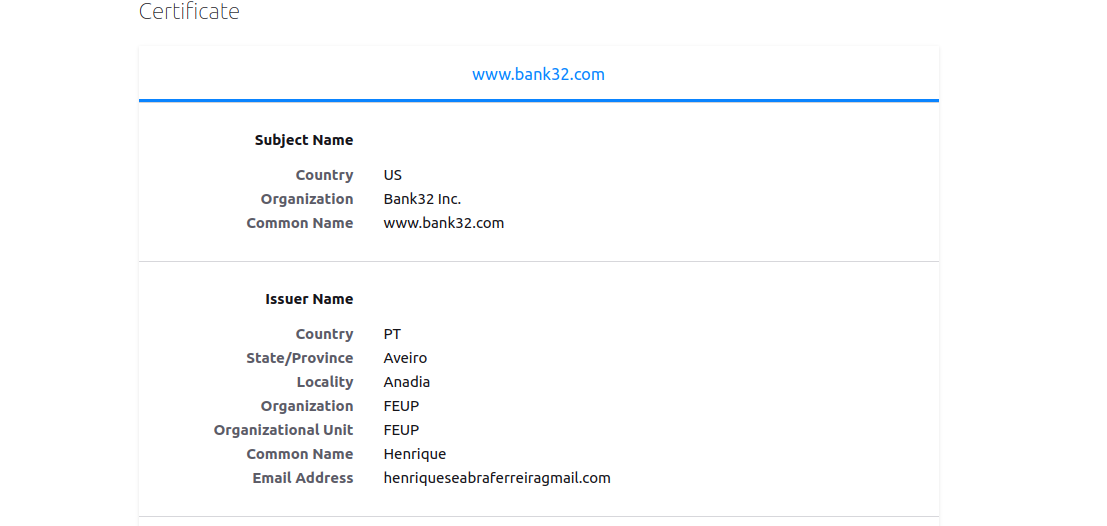 Certificate
www.bank32.com
Subject Name
Country US
Organization Bank32 Inc.
Common Name www.bank32.com
Issuer Name
Country PT
State/Province Aveiro
Locality Anadia
Organization FEUP
Organizational Unit FEUP
Common Name Henrique
Email Address henriqueseabraferreiragmail.com